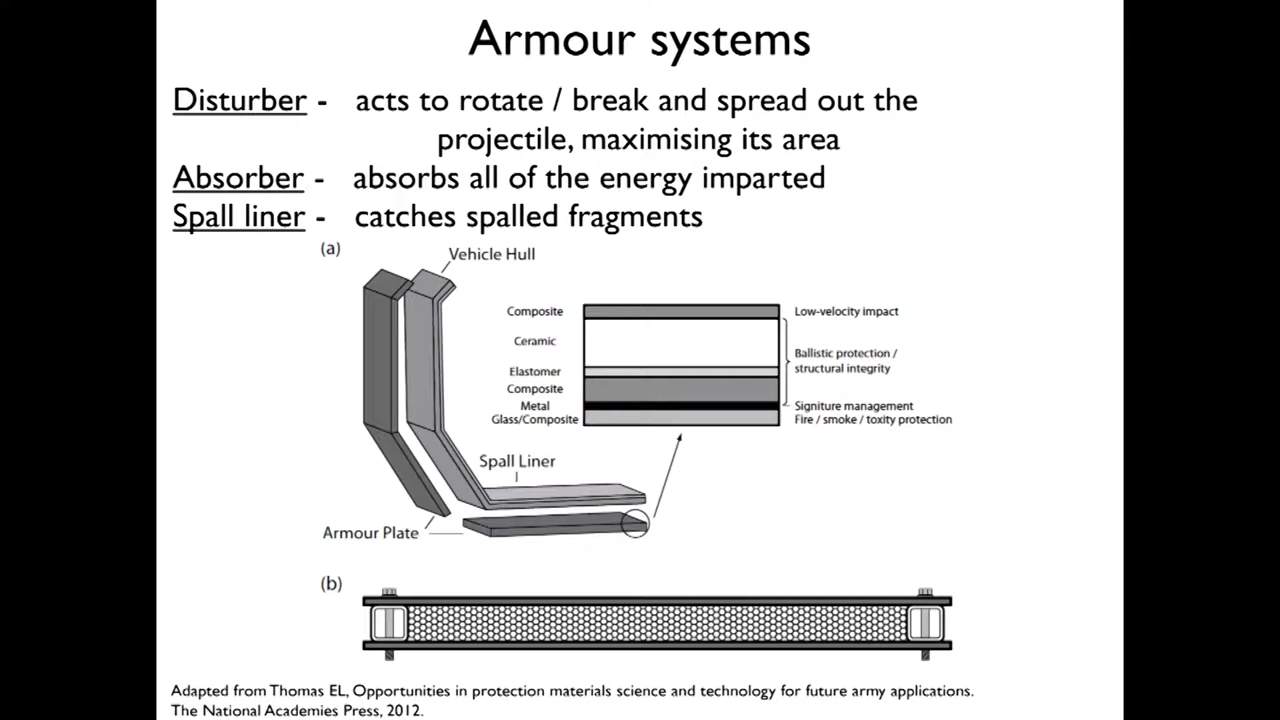 Armour systems
Disturber - acts to rotate / break and spread out the
projectile, maximising its area
Absorber - absorbs all of the energy imparted
Spall liner - catches spalled fragments
(a)
Vehicle Hull
Composite
Low-velocity impact
Ceramic
Ballistic protection /
structural integrity
Elastomer
Composite
Metal
Signiture management
Glass/Composite
Fire / smoke / toxity protection
Spall Liner
Armour Plate
(b)
Adapted from Thomas EL, Opportunities in protection materials science and technology for future army applications.
The National Academies Press, 2012.